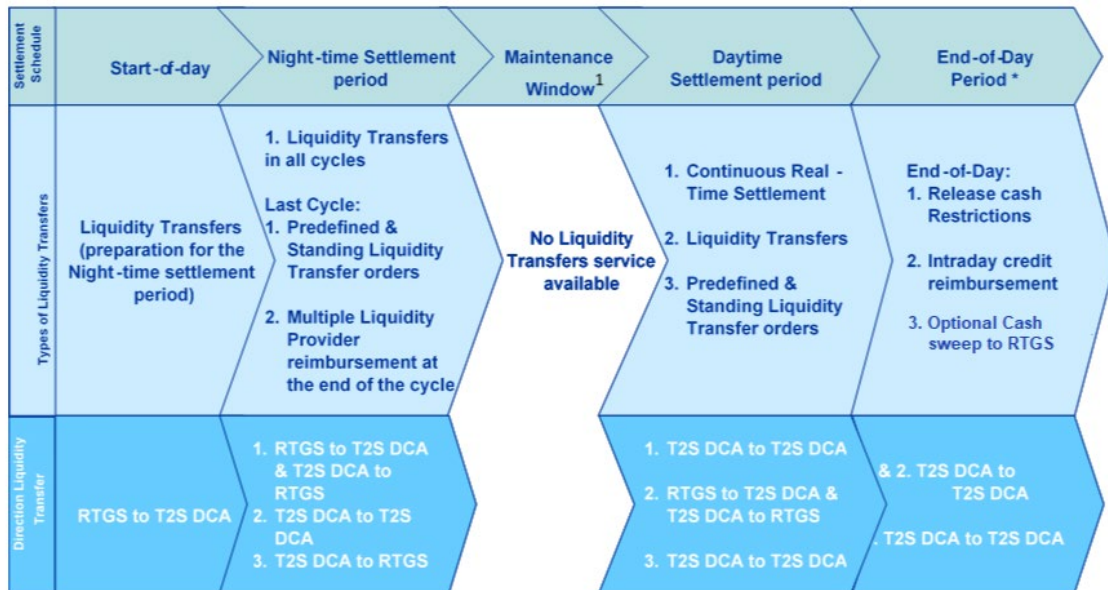 Settlement
Schedule
Start-of-day
Night-time Settlement
period
Maintenance
Window1
Daytime
Settlement period
End-of-Day
Period *
Types of Liquidity Transfers
Liquidity Transfers
(preparation for the
Night-time settlement
period)
1. Liquidity Transfers
in all cycles
Last Cycle:
1. Predefined &
Standing Liquidity
Transfer orders
2. Multiple Liquidity
Provider
reimbursement at
the end of the cycle
No Liquidity
Transfers service
available
1. Continuous Real -
Time Settlement
2. Liquidity Transfers
3. Predefined &
Standing Liquidity
Transfer orders
End-of-Day:
1. Release cash
Restrictions
2. Intraday credit
reimbursement
3. Optional Cash
sweep to RTGS
Direction Liquidity
Transfer
RTGS to T2S DCA
1. RTGS to T2S DCA
& T2S DCA to
RTGS
2. T2S DCA to T2S
DCA
3. T2S DCA to RTGS
1. T2S DCA to T2S DCA
2. RTGS to T2S DCA &
T2S DCA to RTGS
3. T2S DCA to T2S DCA
& 2. T2S DCA to
T2S DCA
. T2S DCA to T2S DCA